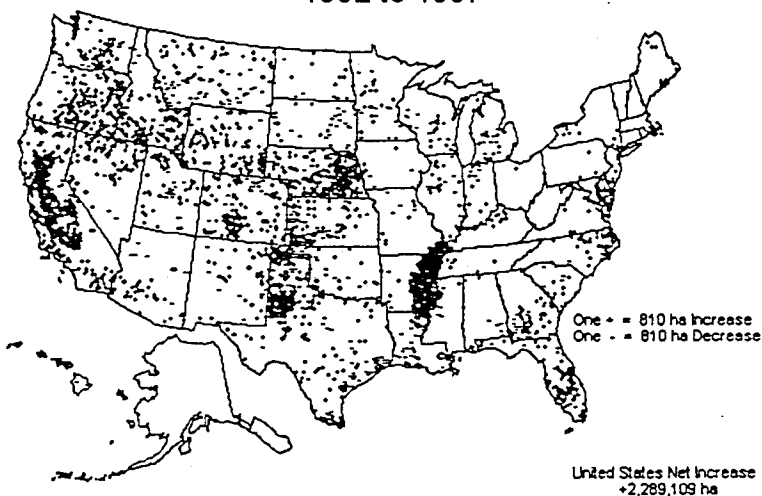 One + = 810 ha Increase
One - = 810 ha Decrease
United States Net Increase
+2,289,109 ha